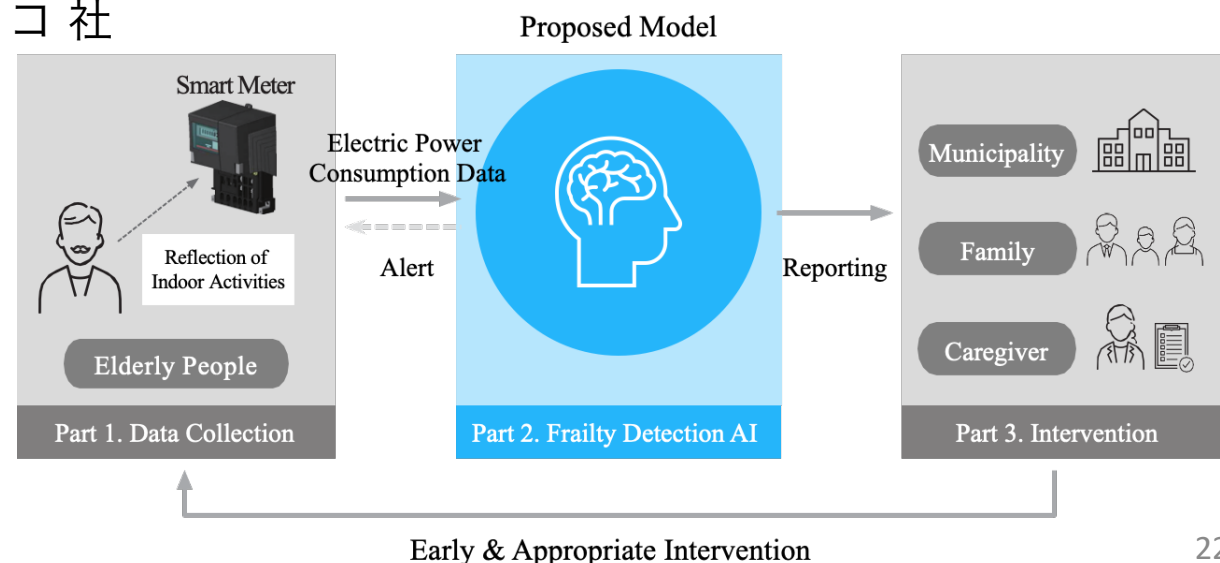 コ 社
Proposed Model
Smart Meter
Reflection of
Indoor Activities
Elderly People
Part 1. Data Collection
Electric Power
Consumption Data
Alert
Part 2. Frailty Detection AI
Reporting
Municipality
Family
Caregiver
Part 3. Intervention
Early & Appropriate Intervention
22